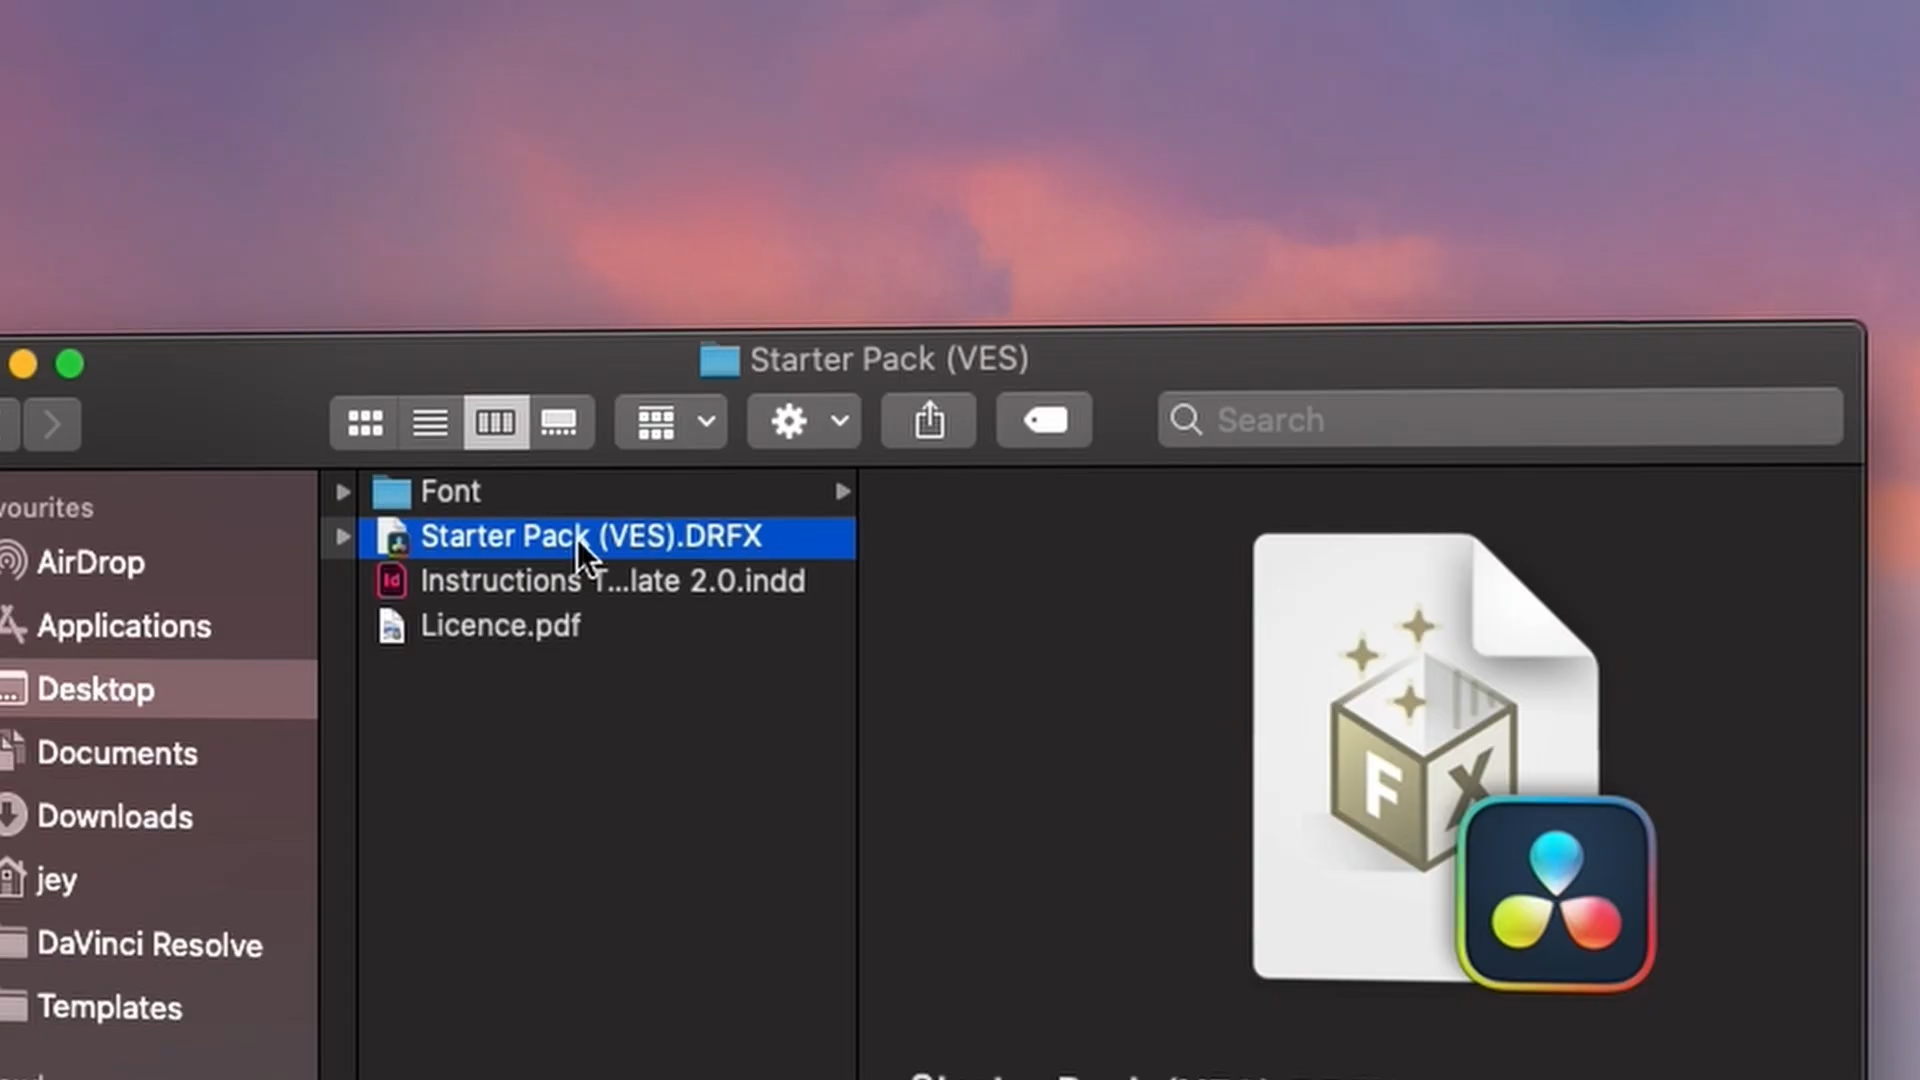 Starter Pack (VES)
Search
vourites
AirDrop
Applications
Desktop
Documents
Downloads
jey
DaVinci Resolve
Templates
Font
Starter Pack (VES).DRFX
Id
Instructions T...late 2.0.indd
Licence.pdf
F X